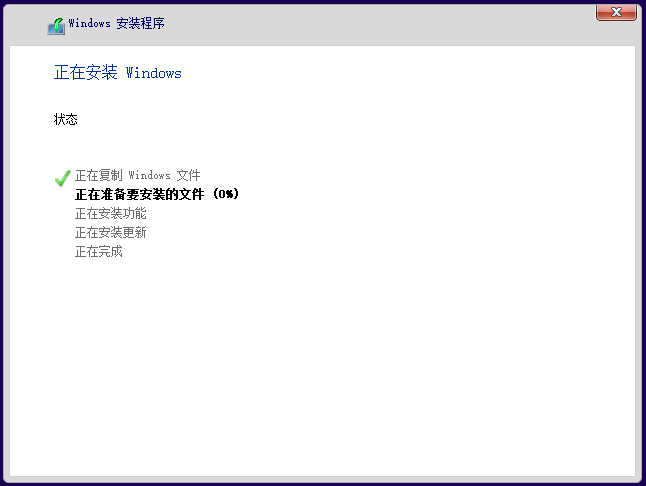 Windows 安装程序
正在安装 Windows
状态
正在复制 Windows 文件
正在准备要安装的文件 (0%)
正在安装功能
正在安装更新
正在完成